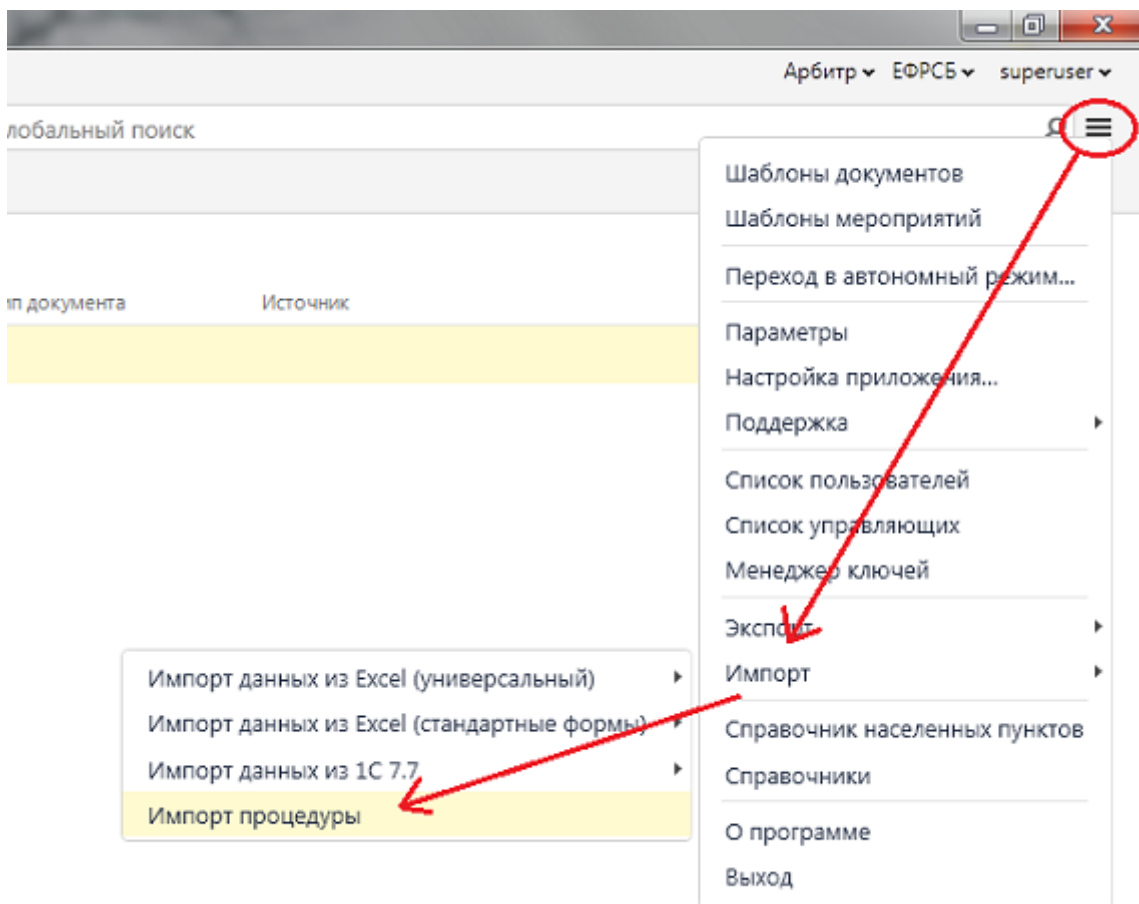 Арбитр ЕФРСБ superuser
лобальный поиск
Шаблоны документов
Шаблоны мероприятий
Переход в автономный режим...
ип документа Источник
Параметры
Настройка приложения...
Поддержка
Список пользователей
Список управляющих
Менеджер ключей
Экспорт
Импорт
Импорт данных из Excel (универсальный)
Импорт данных из Excel (стандартные формы)
Импорт данных из 1С 7.7
Импорт процедуры
Справочник населенных пунктов
Справочники
О программе
Выход